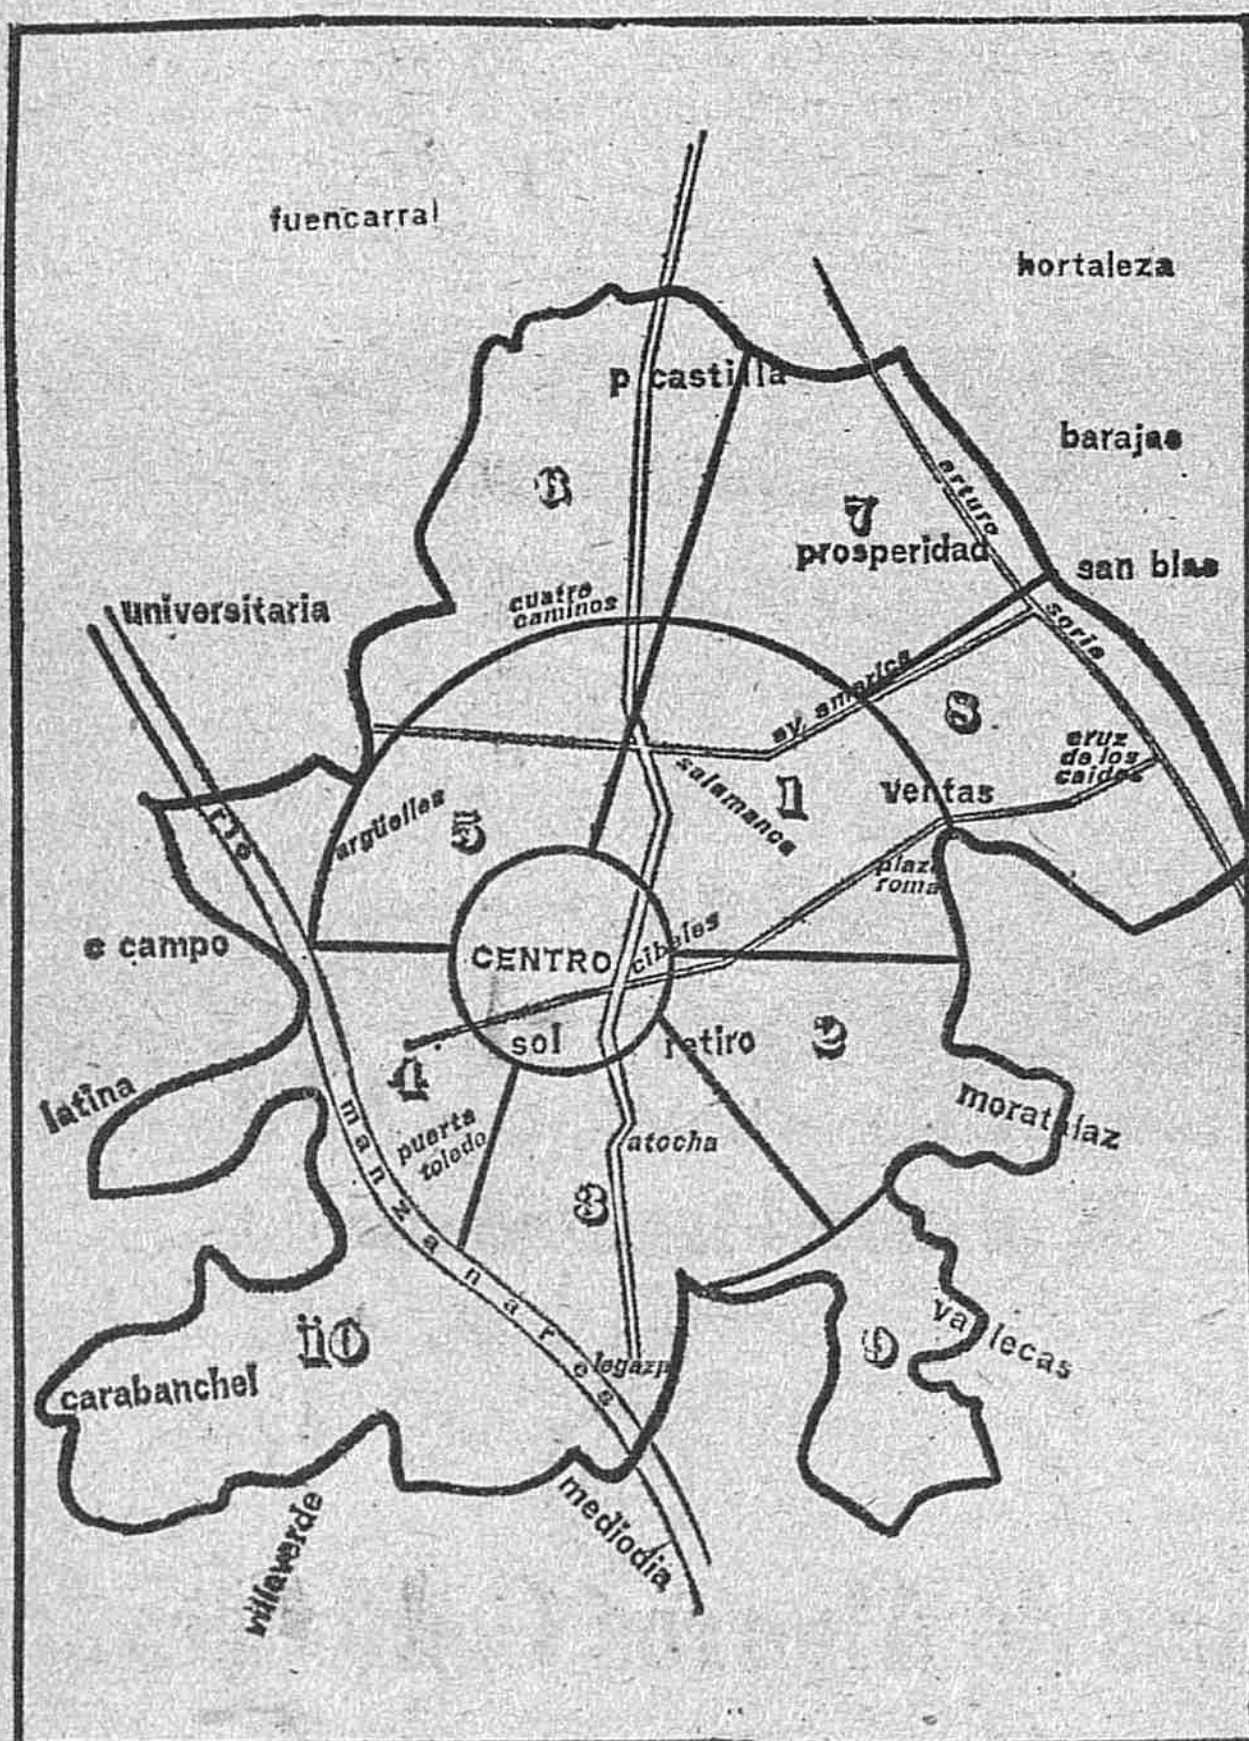 fuencarral
hortaleza
p castilla
barajas
6
arturo
7
prosperidad
san blas
cuatro
caminos
universitaria
soria
av. america
8
cruz
de los
caidos
salamanca
1
ventas
rio
argüelles
5
plaza
roma
e campo
CENTRO
cibeles
sol
retiro
2
4
latina
moratalaz
puerta
toledo
manzanares
atocha
3
vallecas
10
9
legazpi
carabanchel
mediodia
villaverde